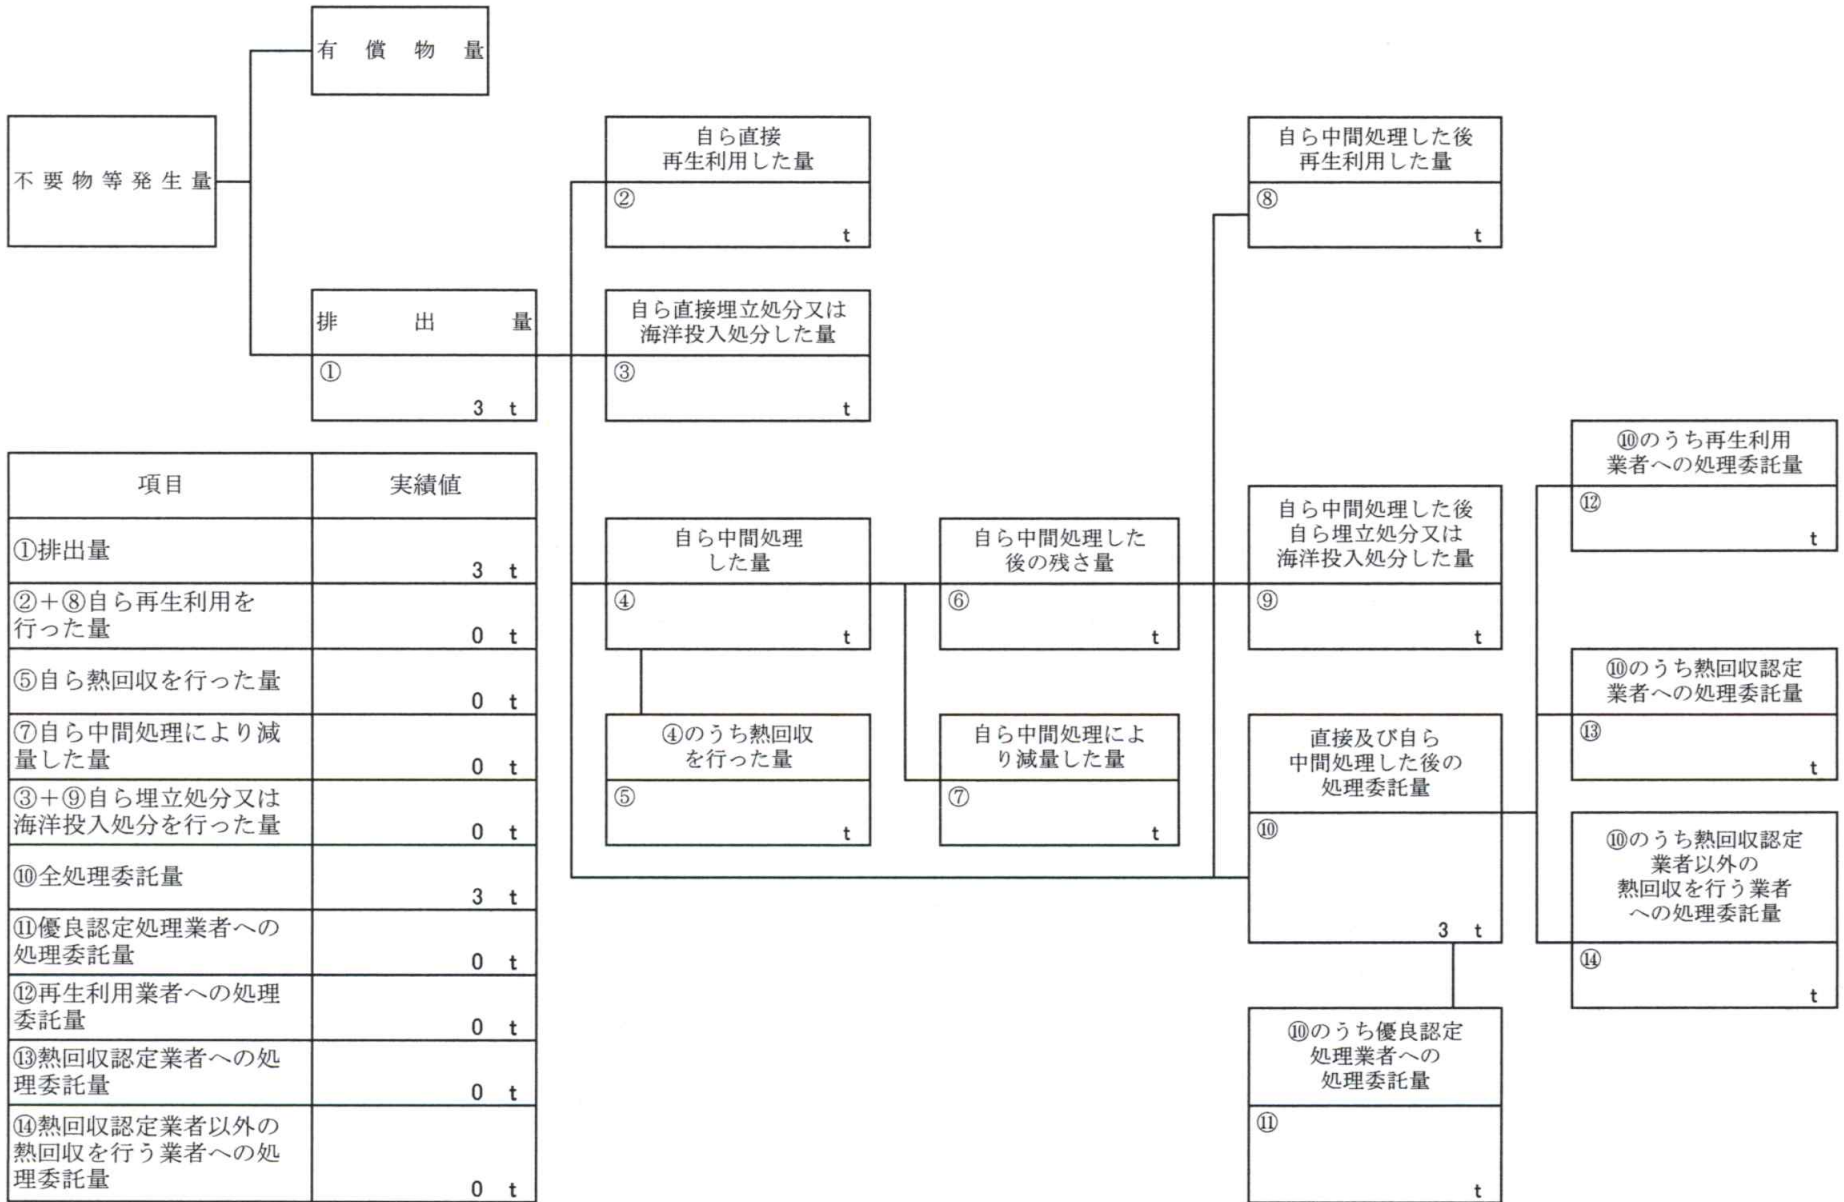 有償物量
不要物等発生量
自ら直接
再生利用した量
②
t
自ら中間処理した後
再生利用した量
⑧
t
排出量
①
3 t
自ら直接埋立処分又は
海洋投入処分した量
③
t
項目
実績値
①排出量
3 t
②+⑧自ら再生利用を
行った量
0 t
⑤自ら熱回収を行った量
0 t
⑦自ら中間処理により減
量した量
0 t
③+⑨自ら埋立処分又は
海洋投入処分を行った量
0 t
⑩全処理委託量
3 t
⑪優良認定処理業者への
処理委託量
0 t
⑫再生利用業者への処理
委託量
0 t
⑬熱回収認定業者への処
理委託量
0 t
⑭熱回収認定業者以外の
熱回収を行う業者への処
理委託量
0 t
自ら中間処理
した量
④
t
自ら中間処理した
後の残さ量
⑥
t
自ら中間処理した後
自ら埋立処分又は
海洋投入処分した量
⑨
t
④のうち熱回収
を行った量
⑤
t
自ら中間処理によ
り減量した量
⑦
t
直接及び自ら
中間処理した後の
処理委託量
⑩
3 t
⑩のうち優良認定
処理業者への
処理委託量
⑪
t
⑩のうち再生利用
業者への処理委託量
⑫
t
⑩のうち熱回収認定
業者への処理委託量
⑬
t
⑩のうち熱回収認定
業者以外の
熱回収を行う業者
への処理委託量
⑭
t